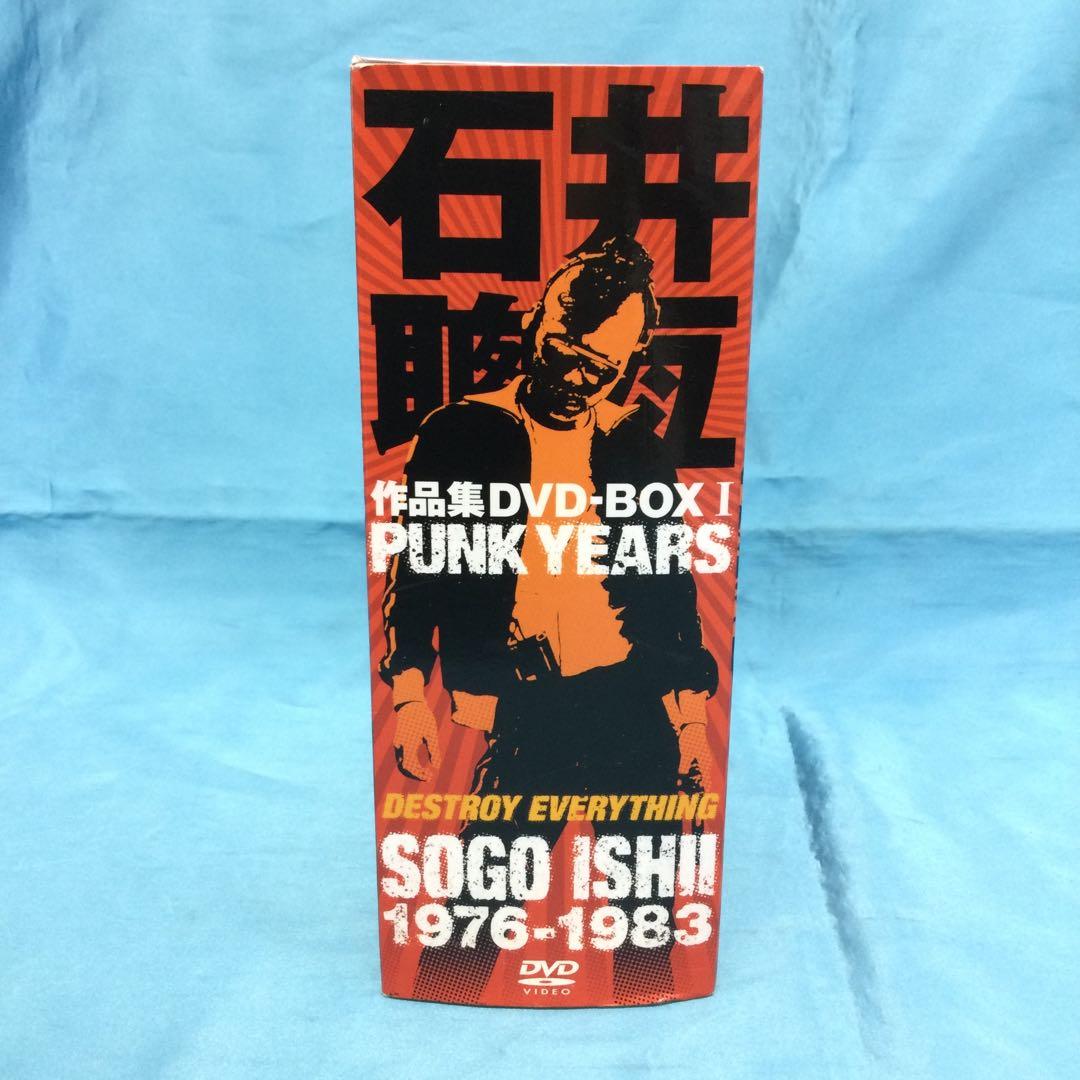 石井
聰亙
作品集DVD-BOX I
PUNK YEARS
DESTROY EVERYTHING
SOGO ISHII
1976-1983
DVD
VIDEO